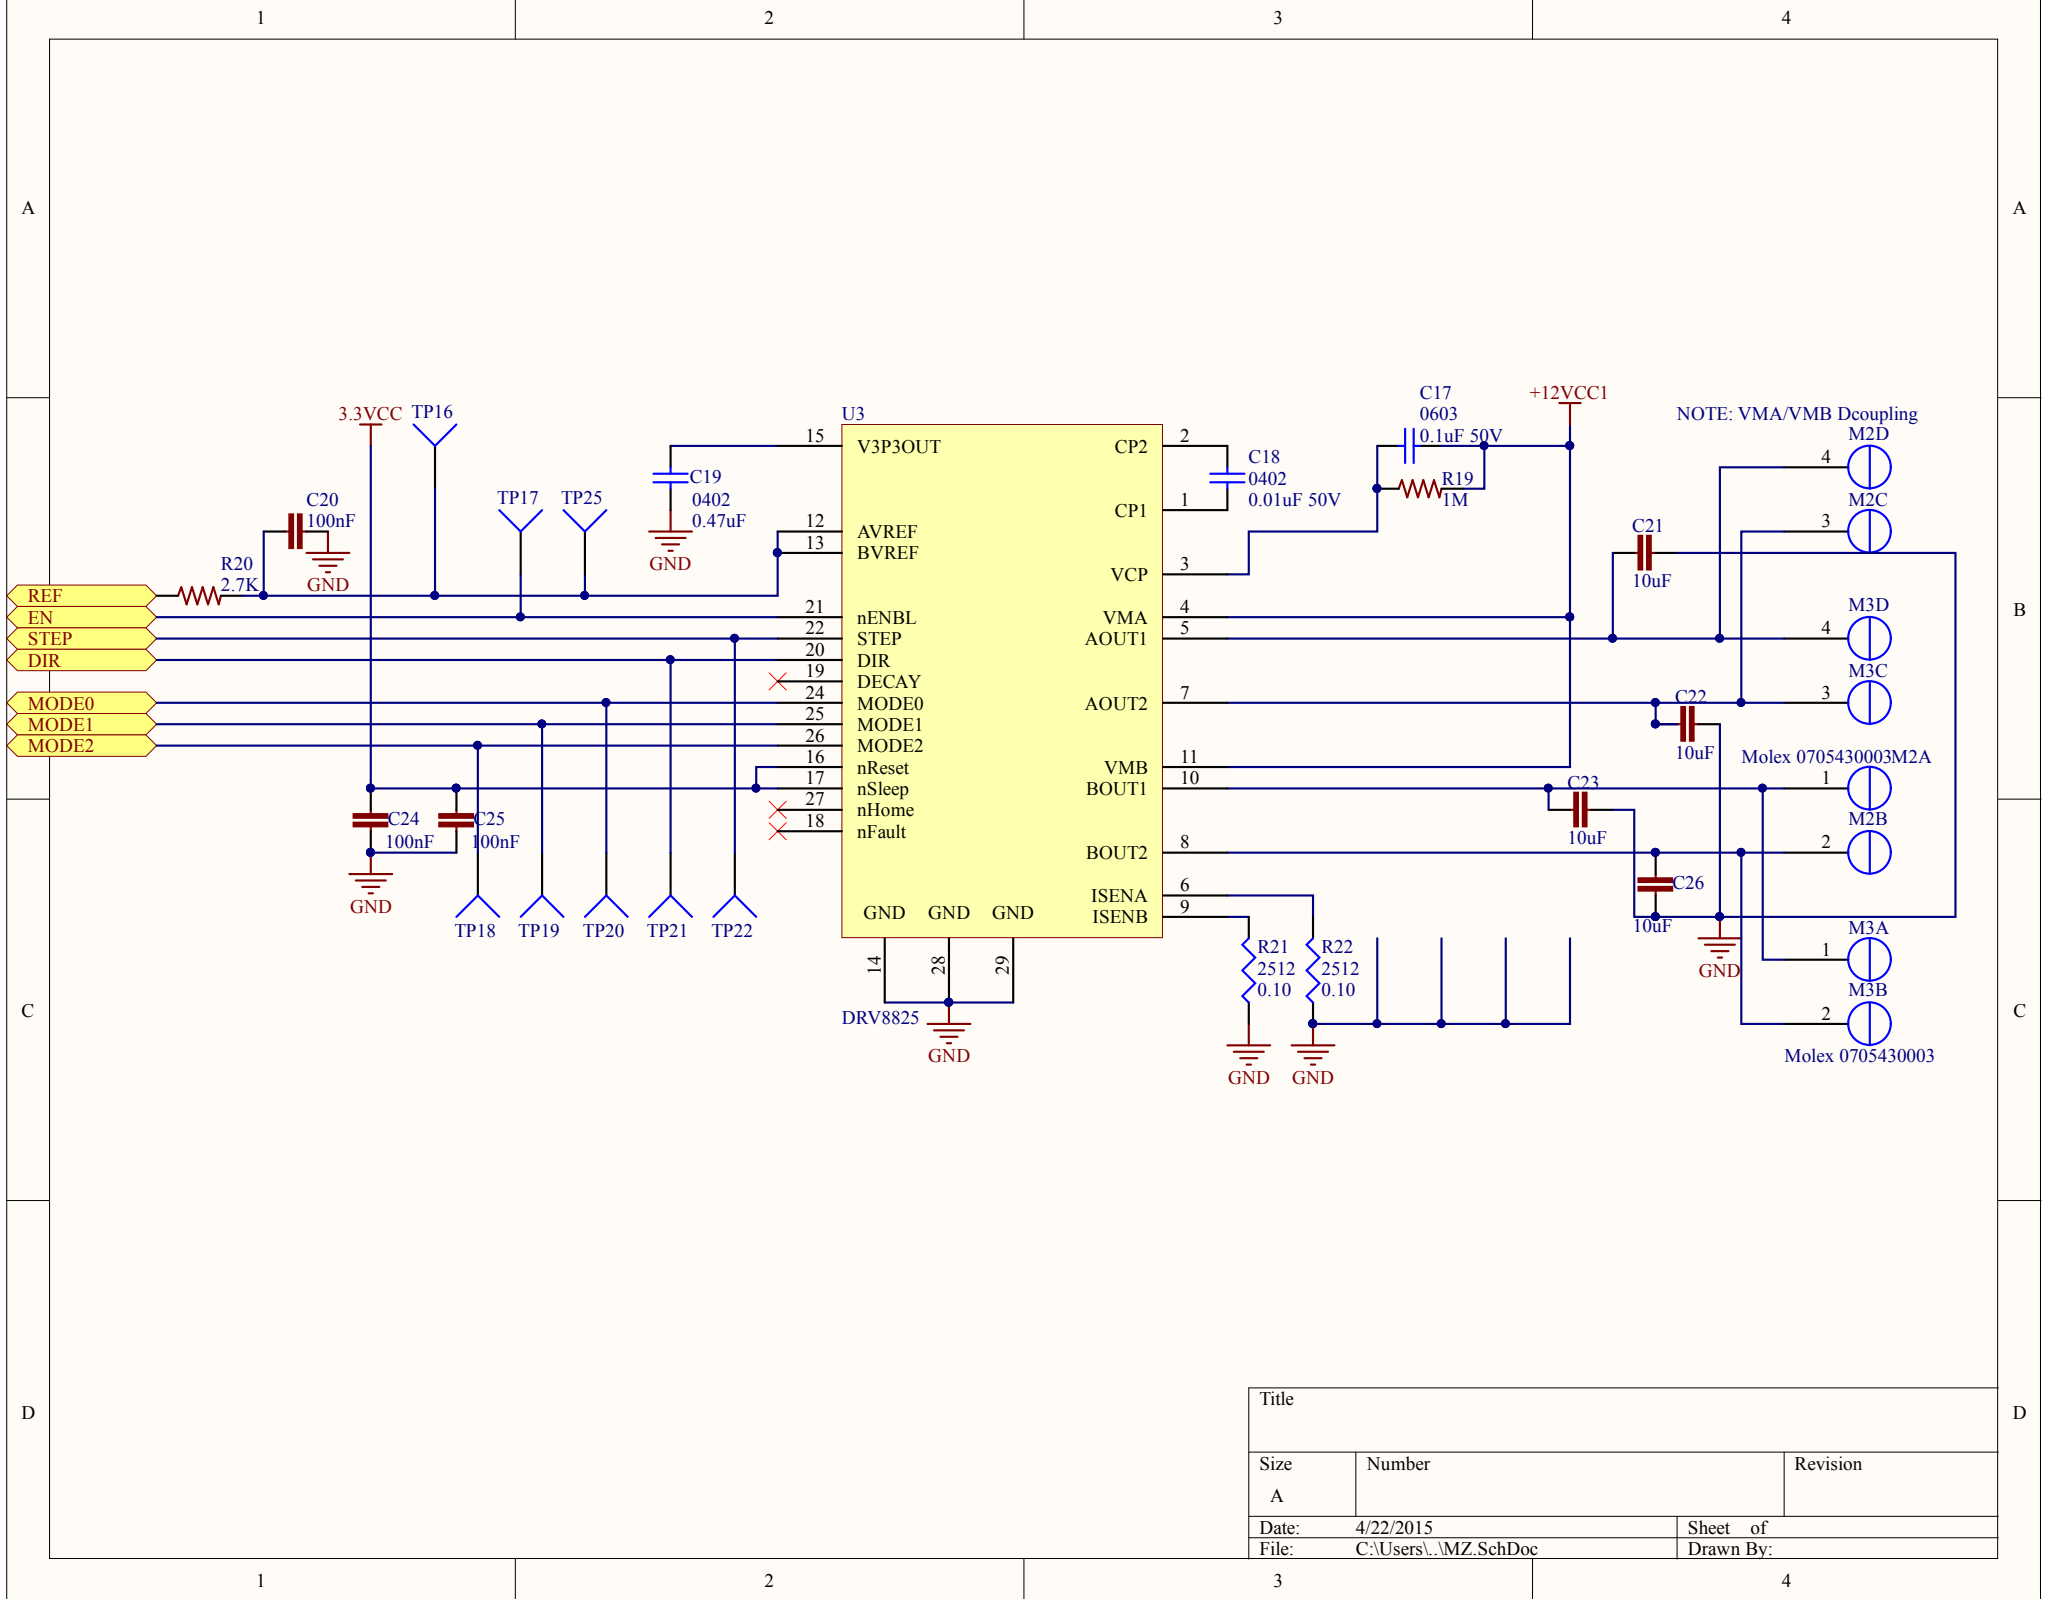 1 2 3 4
A A
B B
C C
D D
1 2 3 4
3.3VCC
TP16
C20
100nF
GND
R20
2.7K
TP17
TP25
C19
0402
0.47uF
GND
REF
EN
STEP
DIR
MODE0
MODE1
MODE2
C24
100nF
C25
100nF
GND
TP18
TP19
TP20
TP21
TP22
U3
15 V3P3OUT
12 AVREF
13 BVREF
21 nENBL
22 STEP
20 DIR
19 DECAY
24 MODE0
25 MODE1
26 MODE2
16 nReset
17 nSleep
27 nHome
18 nFault
GND GND GND
14 28 29
DRV8825
GND
CP2 2
CP1 1
VCP 3
VMA 4
AOUT1 5
AOUT2 7
VMB 11
BOUT1 10
BOUT2 8
ISENA 6
ISENB 9
C18
0402
0.01uF 50V
C17
0603
0.1uF 50V
R19
1M
+12VCC1
R21
2512
0.10
GND
R22
2512
0.10
GND
NOTE: VMA/VMB Dcoupling
M2D
4
M2C
3
C21
10uF
M3D
4
M3C
3
C22
10uF
Molex 0705430003
M2A
1
C23
10uF
M2B
2
C26
10uF
GND
M3A
1
M3B
2
Molex 0705430003
Title
Size
A
Number
Revision
Date: 4/22/2015
Sheet of
File: C:\Users\..\MZ.SchDoc
Drawn By: